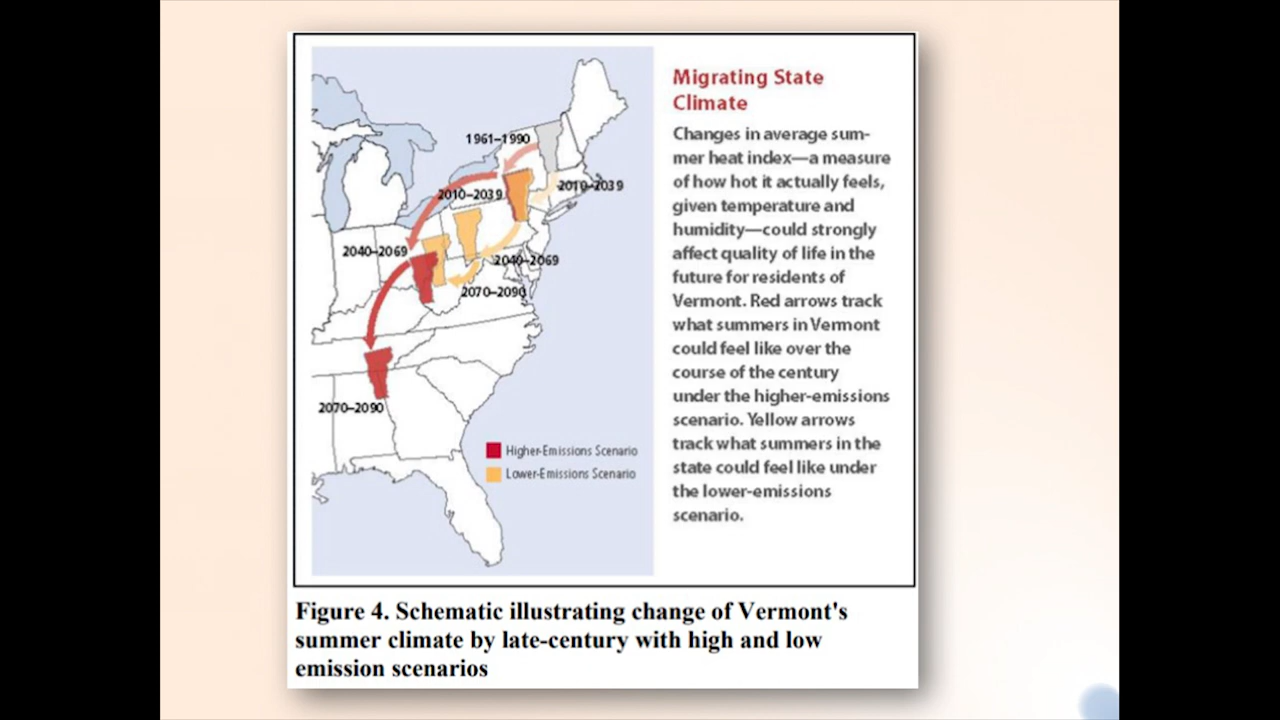 1961–1990
2010–2039
2010–2039
2040–2069
2040–2069
2070–2090
2070–2090
Higher-Emissions Scenario
Lower-Emissions Scenario
Migrating State
Climate
Changes in average sum-
mer heat index—a measure
of how hot it actually feels,
given temperature and
humidity—could strongly
affect quality of life in the
future for residents of
Vermont. Red arrows track
what summers in Vermont
could feel like over the
course of the century
under the higher-emissions
scenario. Yellow arrows
track what summers in the
state could feel like under
the lower-emissions
scenario.
Figure 4. Schematic illustrating change of Vermont's
summer climate by late-century with high and low
emission scenarios